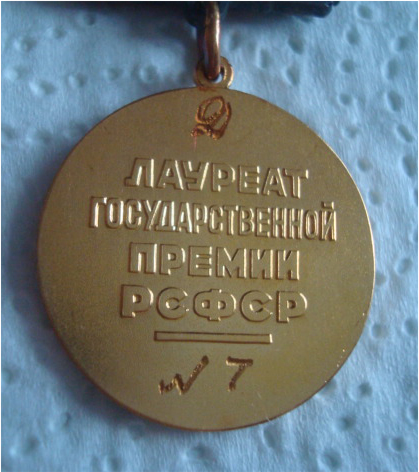 ЛАУРЕАТ
ГОСУДАРСТВЕННОЙ
ПРЕМИИ
РСФСР
№ 7